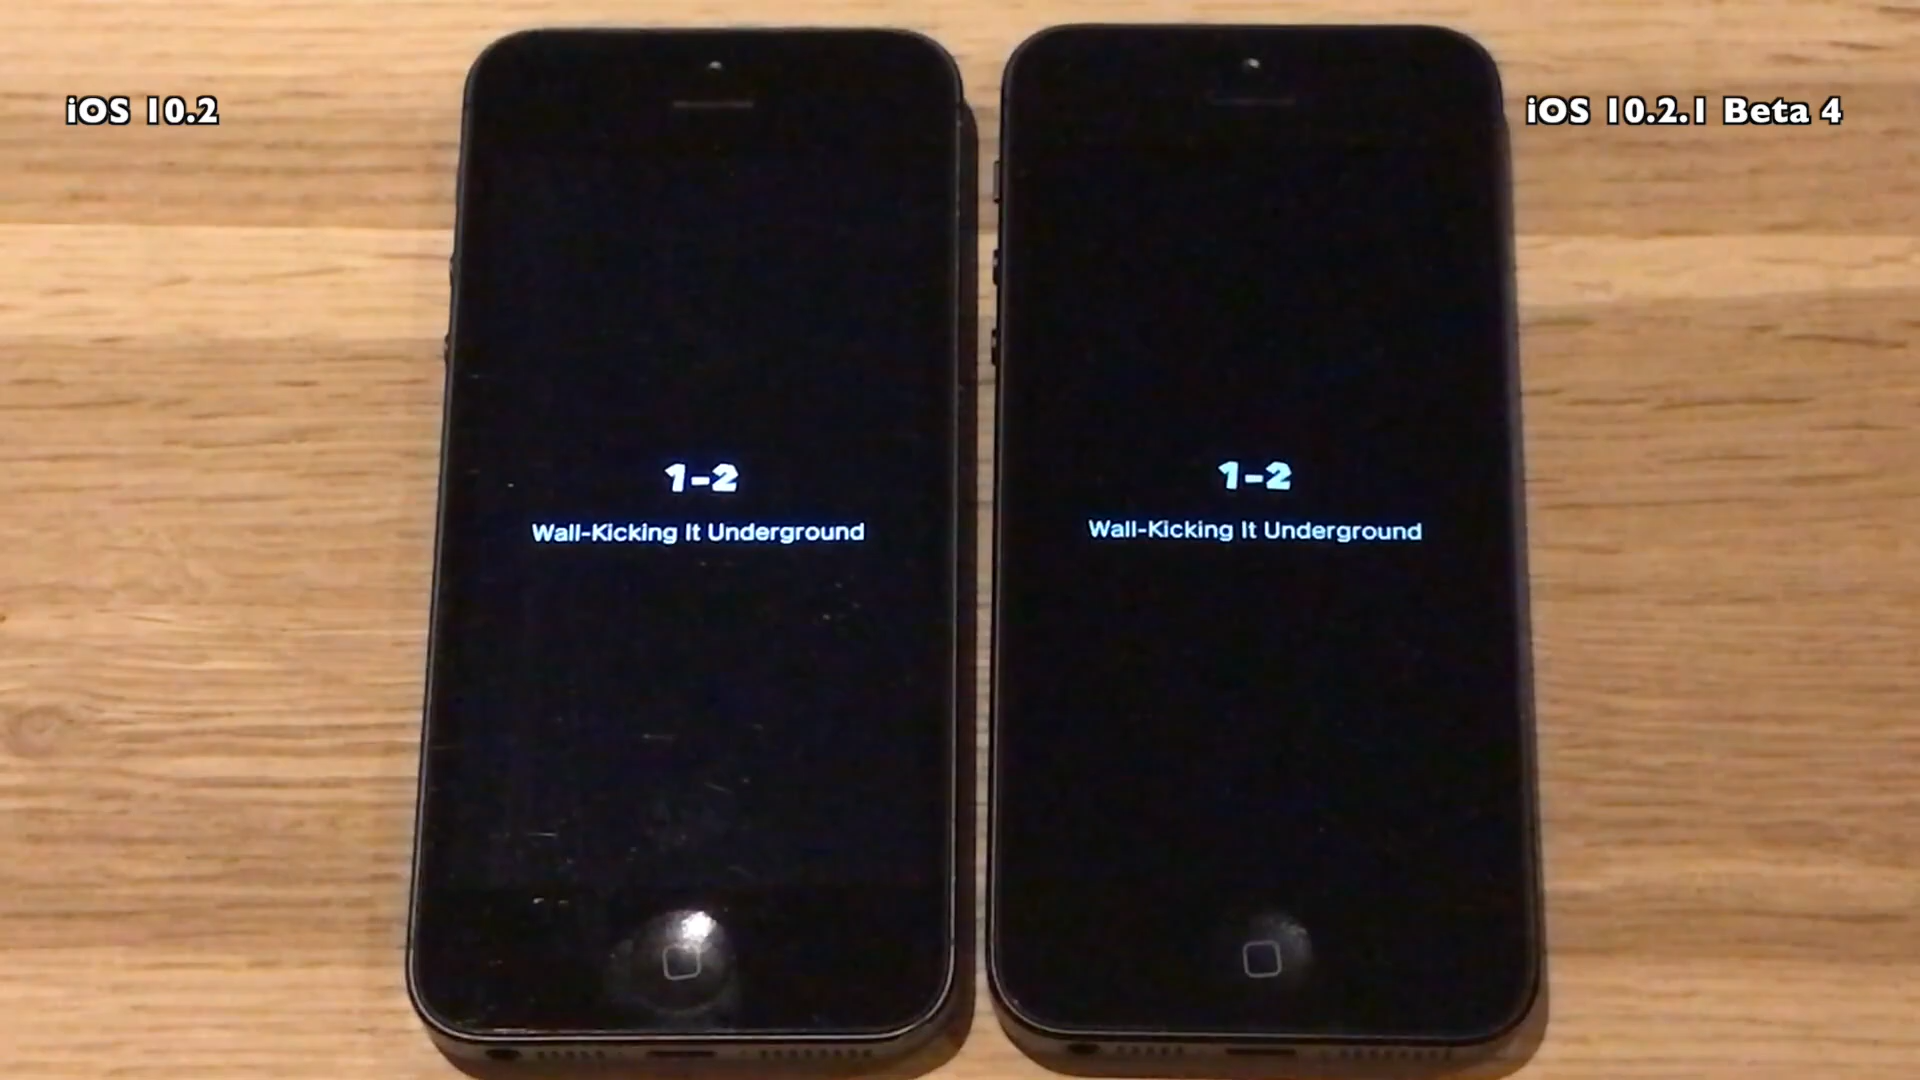 iOS 10.2
iOS 10.2.1 Beta 4
1-2
Wall-Kicking It Underground
1-2
Wall-Kicking It Underground